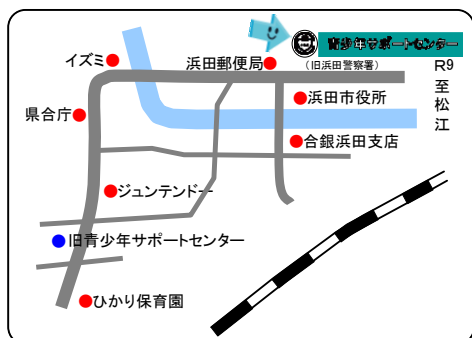 青少年サポートセンター
(旧浜田警察署)
イズミ
浜田郵便局
R9
至松江
県合庁
浜田市役所
合銀浜田支店
ジュンテンドー
旧青少年サポートセンター
ひかり保育園